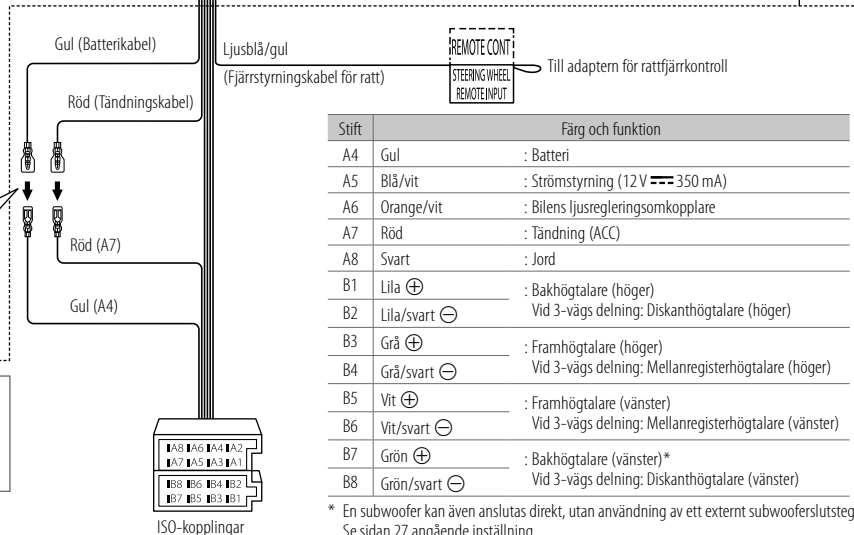 Gul (Batterikabel)
Ljusblå/gul
(Fjärrstyrningskabel för ratt)
REMOTE CONT
STEERING WHEEL
REMOTE INPUT
Till adaptern för rattfjärrkontroll
Röd (Tändningskabel)
Röd (A7)
Gul (A4)
A8 A6 A4 A2
A7 A5 A3 A1
B8 B6 B4 B2
B7 B5 B3 B1
ISO-kopplingar
Stift Färg och funktion
A4 Gul : Batteri
A5 Blå/vit : Strömstyrning (12 V ⎓ 350 mA)
A6 Orange/vit : Bilens ljusregleringsomkopplare
A7 Röd : Tändning (ACC)
A8 Svart : Jord
B1 Lila ⊕ : Bakhögtalare (höger)
B2 Lila/svart ⊖ Vid 3-vägs delning: Diskanthögtalare (höger)
B3 Grå ⊕ : Framhögtalare (höger)
B4 Grå/svart ⊖ Vid 3-vägs delning: Mellanregisterhögtalare (höger)
B5 Vit ⊕ : Framhögtalare (vänster)
B6 Vit/svart ⊖ Vid 3-vägs delning: Mellanregisterhögtalare (vänster)
B7 Grön ⊕ : Bakhögtalare (vänster)*
B8 Grön/svart ⊖ Vid 3-vägs delning: Diskanthögtalare (vänster)
* En subwoofer kan även anslutas direkt, utan användning av ett externt subwooferslutsteg
Se sidan 27 angående inställning